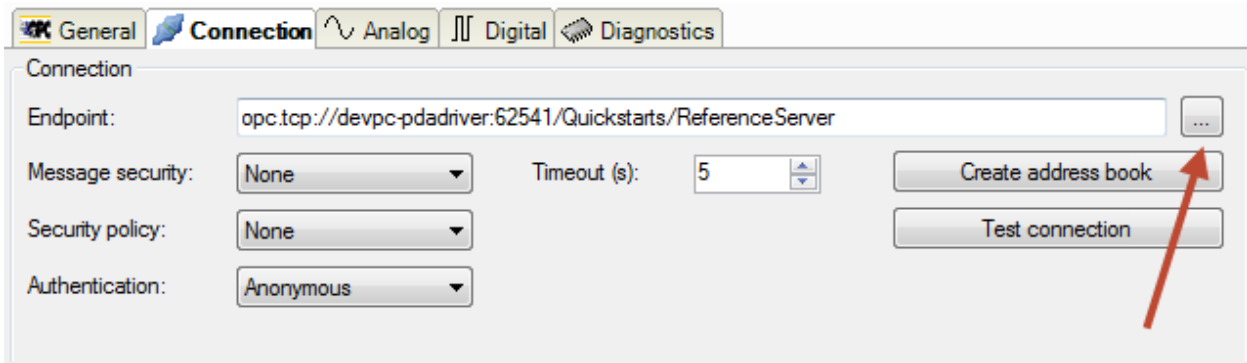 General Connection Analog Digital Diagnostics
Connection
Endpoint: opc.tcp://devpc-pdadriver:62541/Quickstarts/ReferenceServer ...
Message security: None Timeout (s): 5 Create address book
Security policy: None Test connection
Authentication: Anonymous